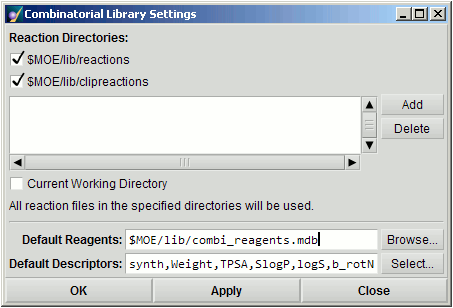 Combinatorial Library Settings
Reaction Directories:
$MOE/lib/reactions
$MOE/lib/clipreactions
Add
Delete
Current Working Directory
All reaction files in the specified directories will be used.
Default Reagents: $MOE/lib/combi_reagents.mdb Browse...
Default Descriptors: synth,Weight,TPSA,SlogP,logS,b_rotN Select...
OK Apply Close